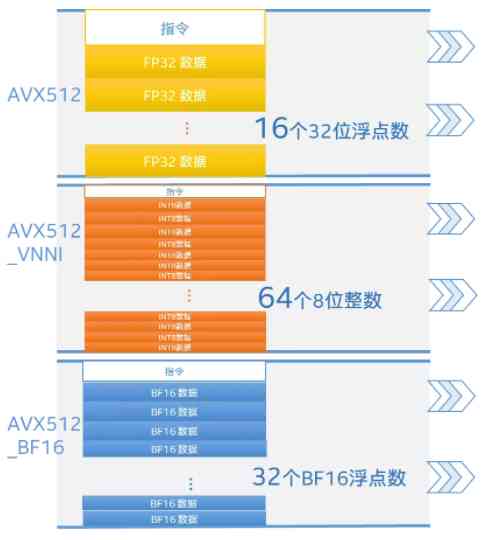 AVX512
指令
FP32 数据
FP32 数据
⋮
FP32 数据
16个32位浮点数
AVX512
_VNNI
指令
INT8数据
INT8数据
INT8数据
INT8数据
INT8数据
INT8数据
INT8数据
⋮
INT8数据
INT8数据
INT8数据
INT8数据
64个8位整数
AVX512
_BF16
指令
BF16 数据
BF16 数据
BF16 数据
BF16 数据
⋮
BF16 数据
BF16 数据
32个BF16浮点数